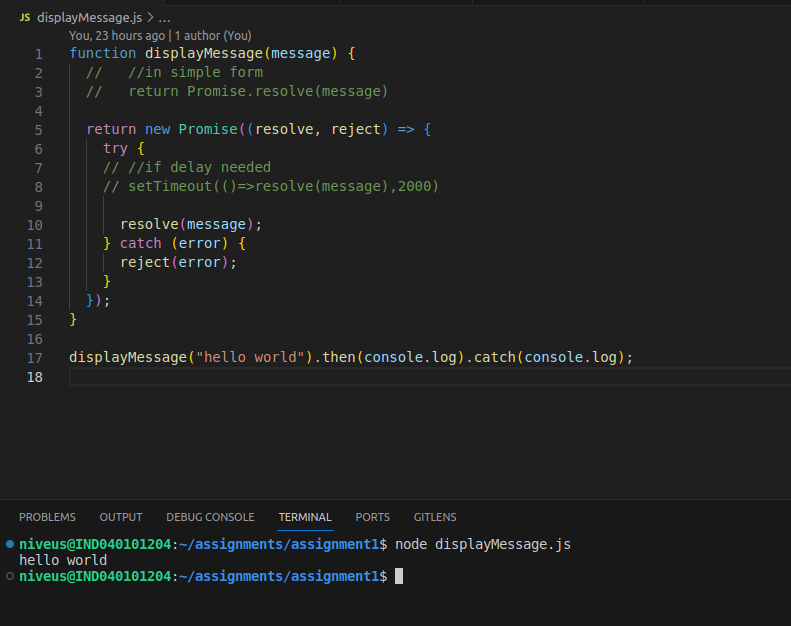 JS displayMessage.js > ...
You, 23 hours ago | 1 author (You)
1 function displayMessage(message) {
2 //   //in simple form
3 //   return Promise.resolve(message)
4
5 return new Promise((resolve, reject) => {
6 try {
7 // //if delay needed
8 // setTimeout(()=>resolve(message),2000)
9
10 resolve(message);
11 } catch (error) {
12 reject(error);
13 }
14 });
15 }
16
17 displayMessage("hello world").then(console.log).catch(console.log);
18
PROBLEMS OUTPUT DEBUG CONSOLE TERMINAL PORTS GITLENS
niveus@IND040101204:~/assignments/assignment1$ node displayMessage.js
hello world
niveus@IND040101204:~/assignments/assignment1$